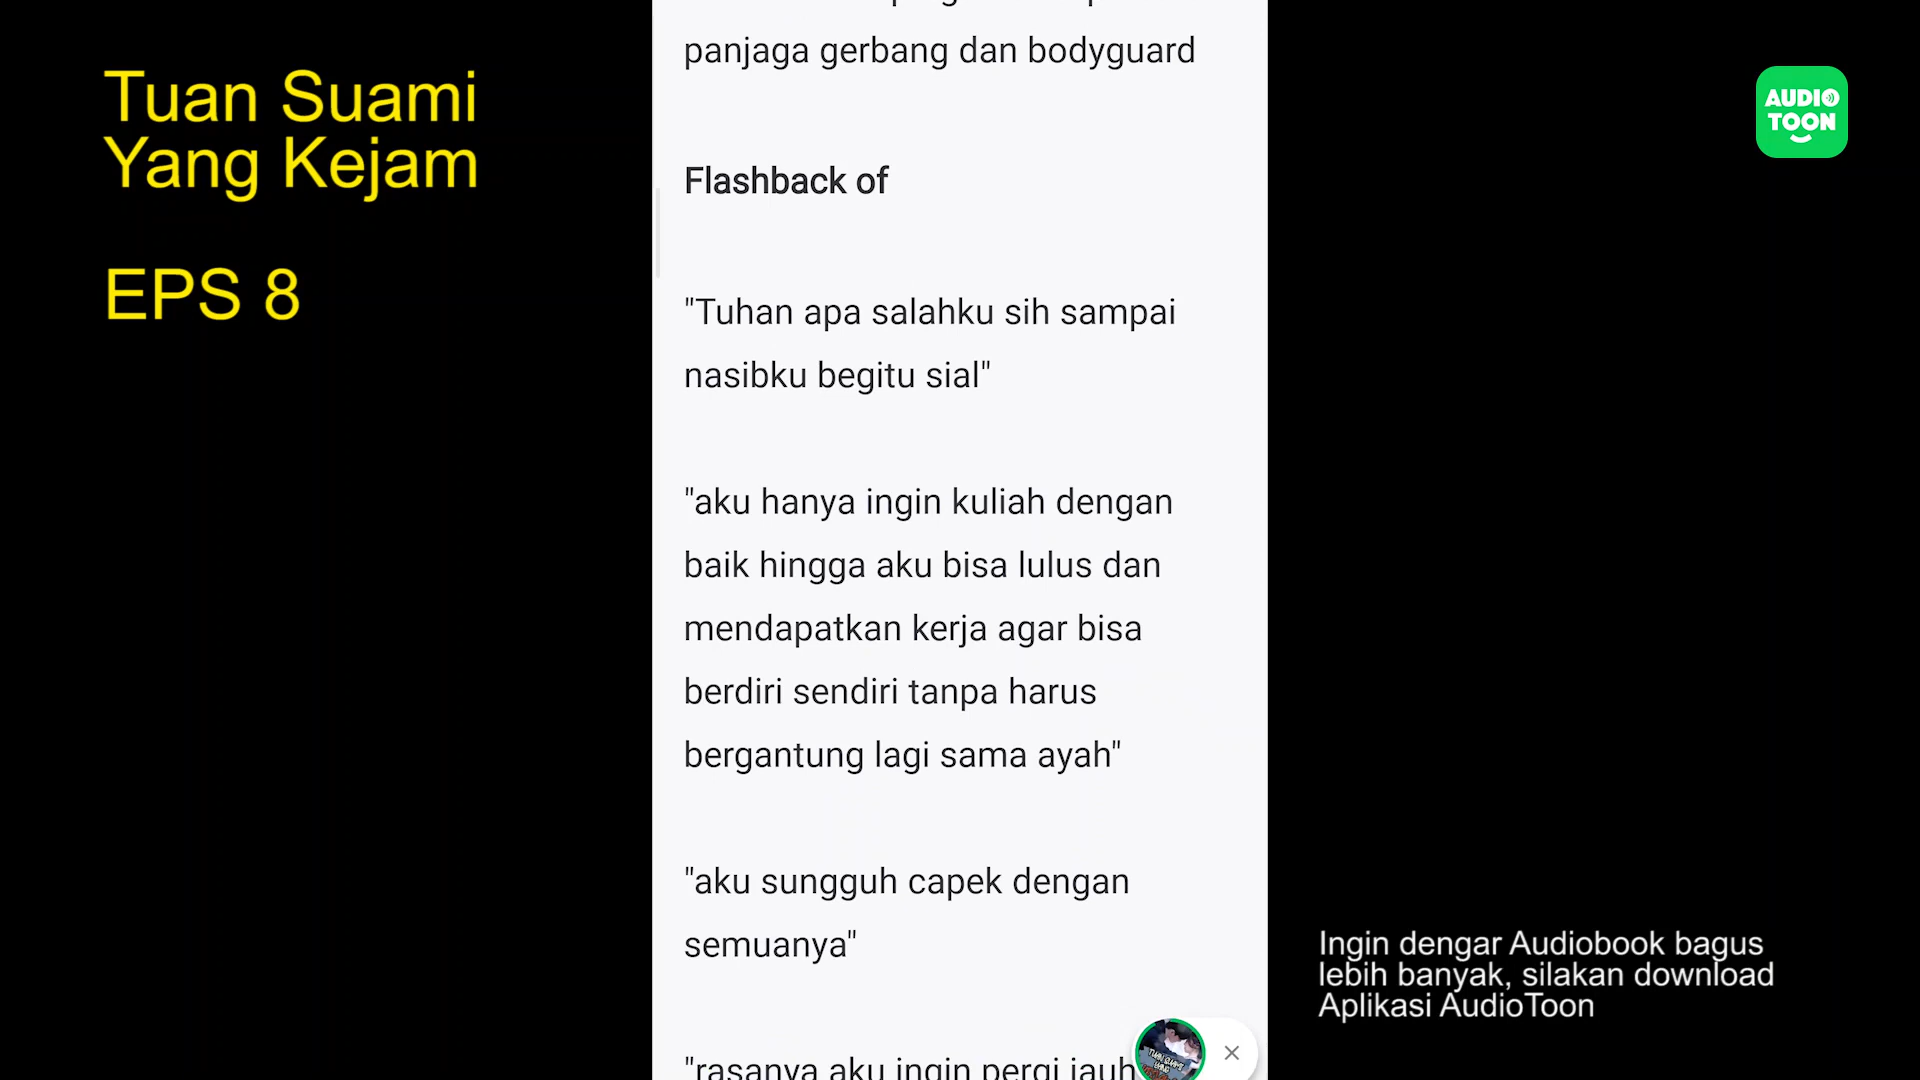 Tuan Suami
Yang Kejam
EPS 8
panjaga gerbang dan bodyguard
Flashback of
"Tuhan apa salahku sih sampai
nasibku begitu sial"
"aku hanya ingin kuliah dengan
baik hingga aku bisa lulus dan
mendapatkan kerja agar bisa
berdiri sendiri tanpa harus
bergantung lagi sama ayah"
"aku sungguh capek dengan
semuanya"
"rasanya aku ingin pergi jauh
TUAN SUAMI
YANG
AUDIO
TOON
Ingin dengar Audiobook bagus
lebih banyak, silakan download
Aplikasi AudioToon